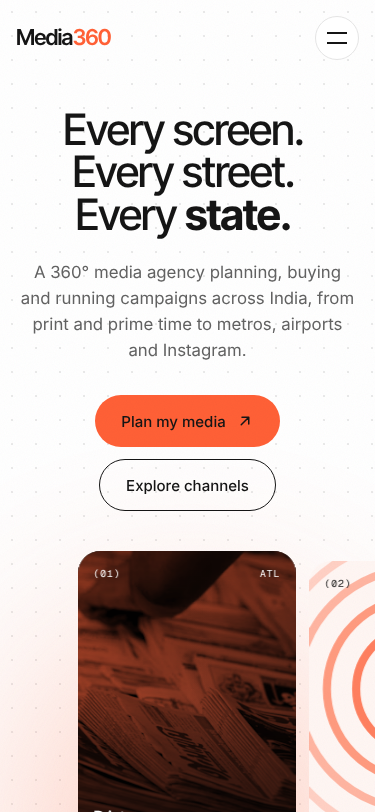 Media360
Every screen.
Every street.
Every state.
A 360° media agency planning, buying
and running campaigns across India, from
print and prime time to metros, airports
and Instagram.
Plan my media
Explore channels
(01) ATL
(02)